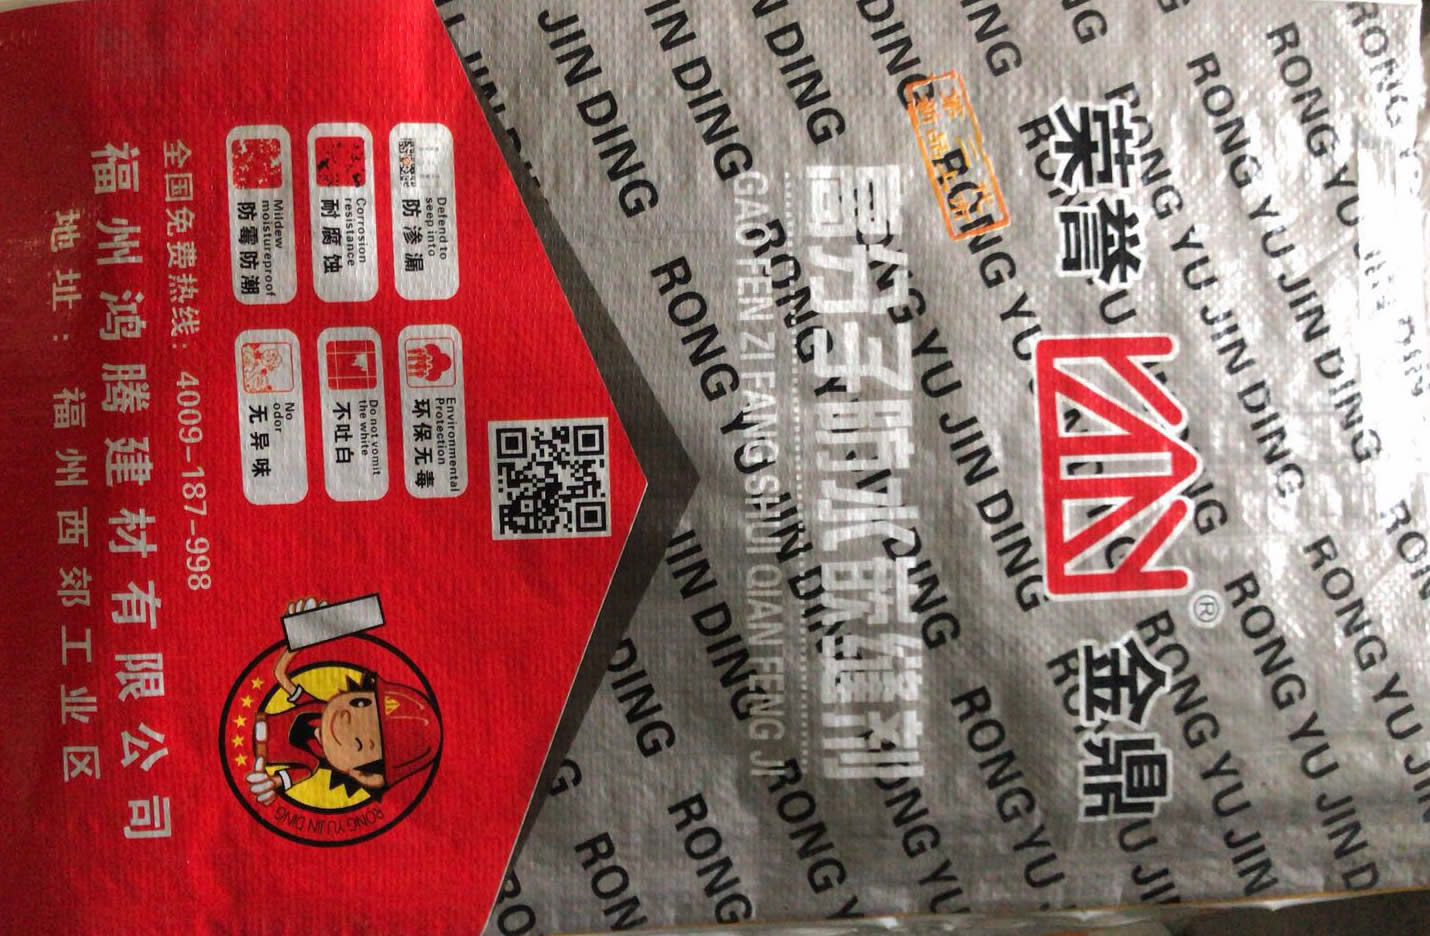 荣誉 金鼎
®
高分子防水嵌缝剂
GAO FEN ZI FANG SHUI QIAN FENG JI
RONG YU JIN DING
Defend to
seep into
防渗漏
Environmental
Protection
环保无毒
Corrosion
resistance
耐腐蚀
Do not vomit
the white
不吐白
Mildew
moistureproof
防霉防潮
No
odor
无异味
RONG YU JIN DING
全国免费热线：4009-187-998
福州鸿腾建材有限公司
地址：福州西郊工业区